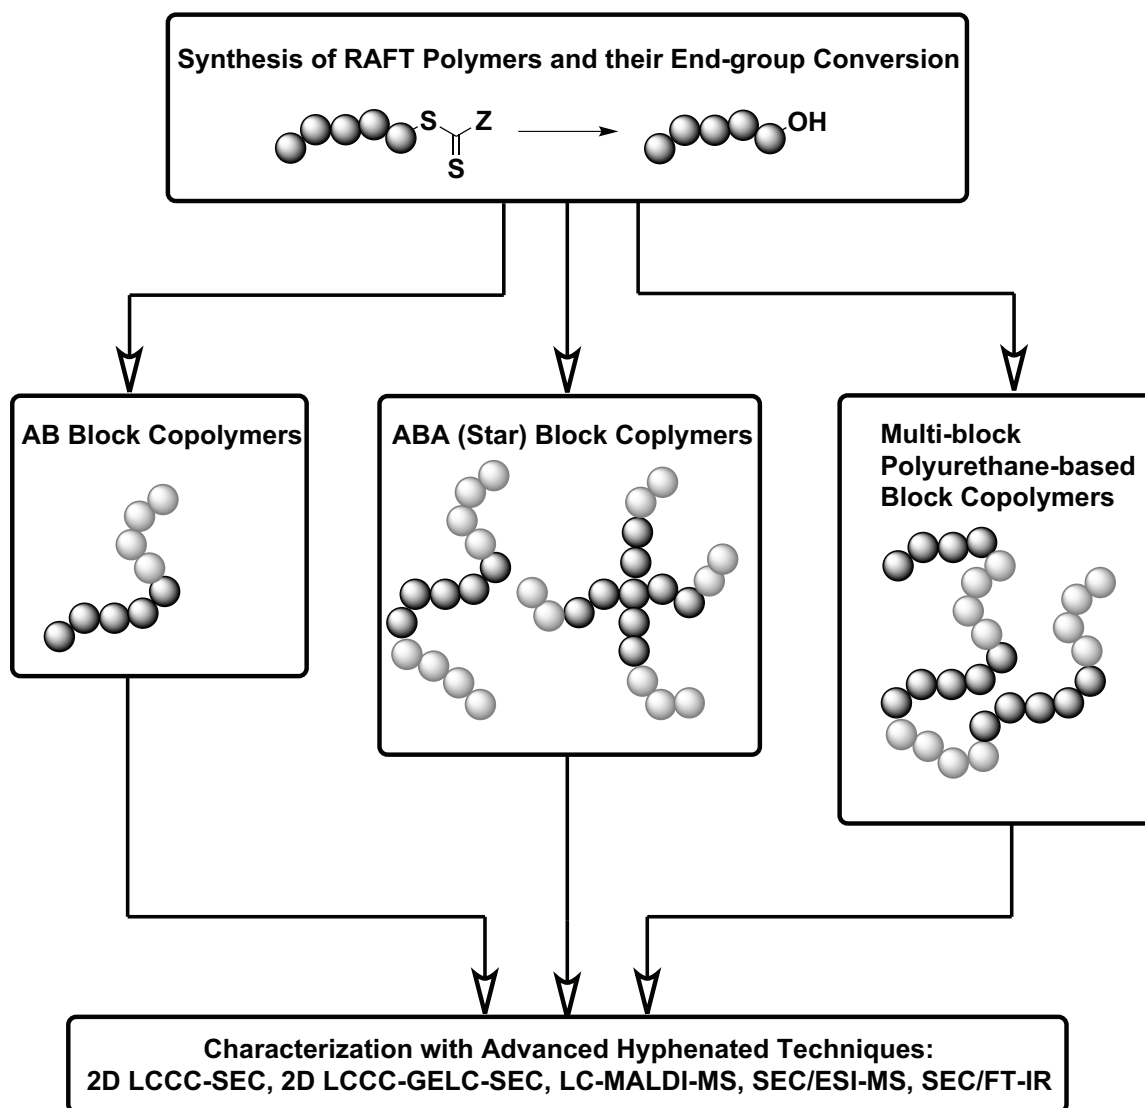 Synthesis of RAFT Polymers and their End-group Conversion
S Z
S
OH
AB Block Copolymers
ABA (Star) Block Coplymers
Multi-block
Polyurethane-based
Block Copolymers
Characterization with Advanced Hyphenated Techniques:
2D LCCC-SEC, 2D LCCC-GELC-SEC, LC-MALDI-MS, SEC/ESI-MS, SEC/FT-IR